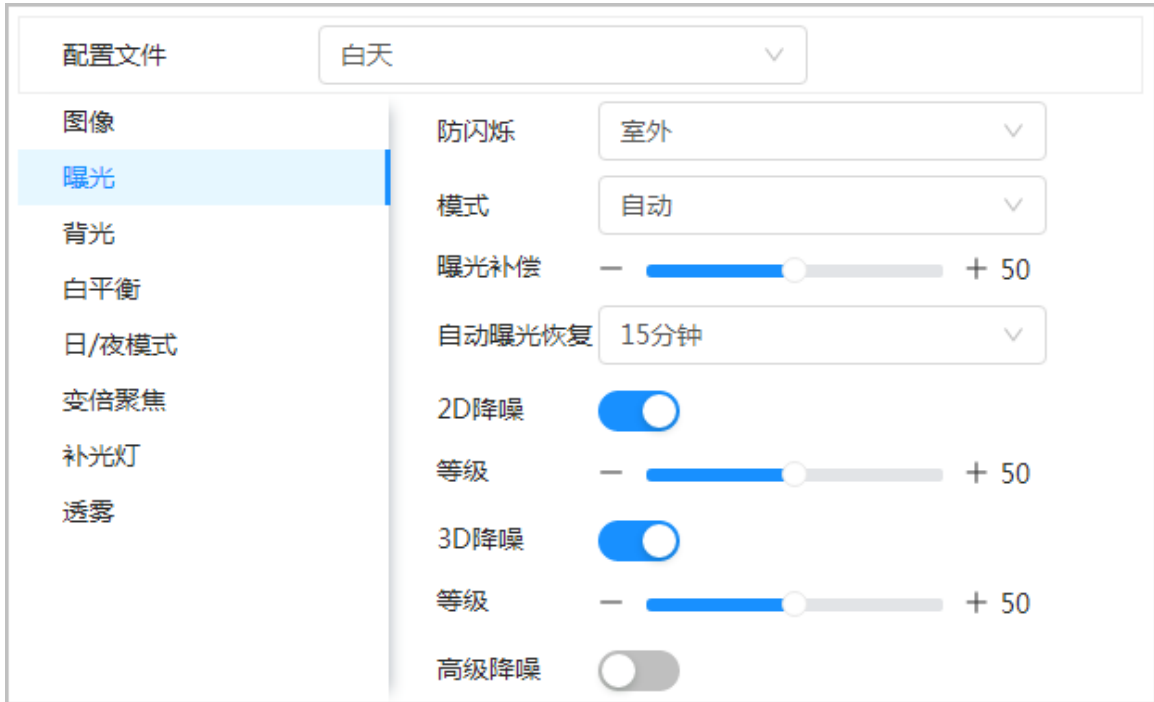 配置文件 白天
图像
曝光
背光
白平衡
日/夜模式
变倍聚焦
补光灯
透雾
防闪烁 室外
模式 自动
曝光补偿 − + 50
自动曝光恢复 15分钟
2D降噪
等级 − + 50
3D降噪
等级 − + 50
高级降噪